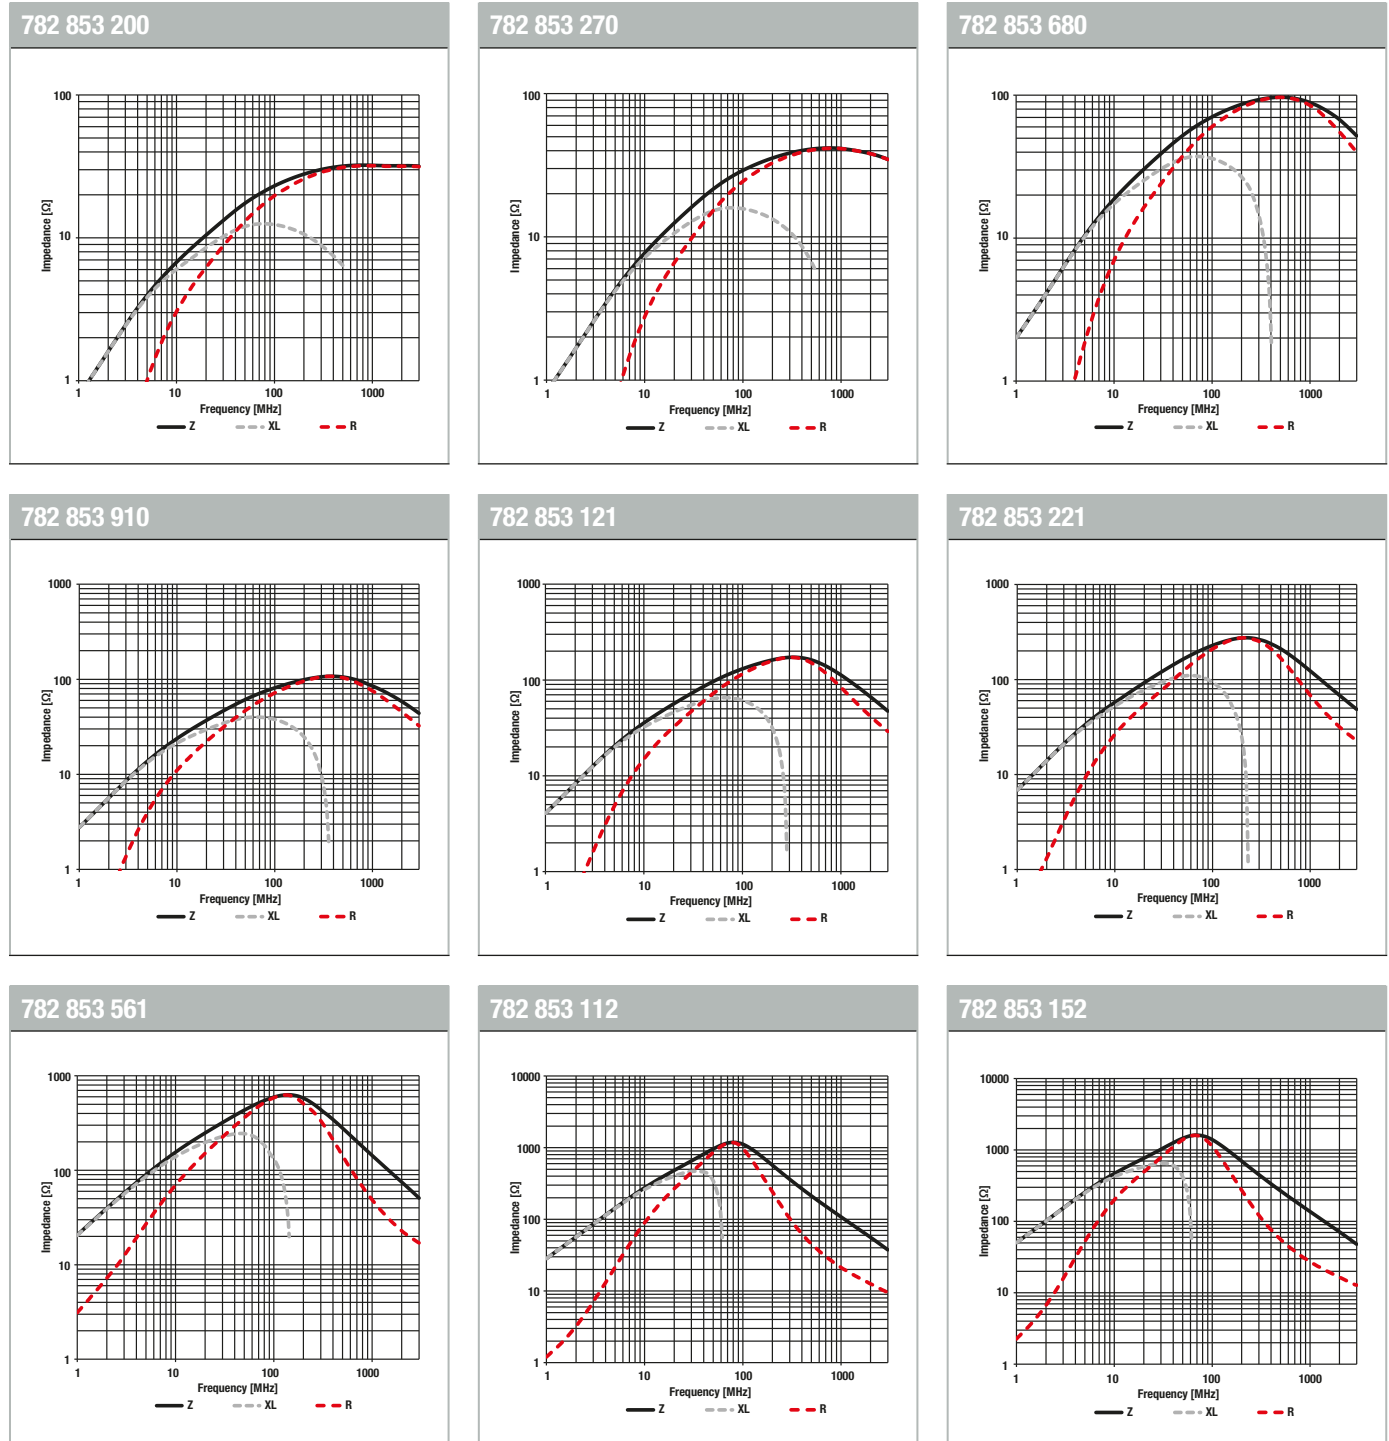 782 853 200
100
10
1
1 10 100 1000
Impedance [Ω]
Frequency [MHz]
Z XL R
782 853 270
100
10
1
1 10 100 1000
Impedance [Ω]
Frequency [MHz]
Z XL R
782 853 680
100
10
1
1 10 100 1000
Impedance [Ω]
Frequency [MHz]
Z XL R
782 853 910
1000
100
10
1
1 10 100 1000
Impedance [Ω]
Frequency [MHz]
Z XL R
782 853 121
1000
100
10
1
1 10 100 1000
Impedance [Ω]
Frequency [MHz]
Z XL R
782 853 221
1000
100
10
1
1 10 100 1000
Impedance [Ω]
Frequency [MHz]
Z XL R
782 853 561
1000
100
10
1
1 10 100 1000
Impedance [Ω]
Frequency [MHz]
Z XL R
782 853 112
10000
1000
100
10
1
1 10 100 1000
Impedance [Ω]
Frequency [MHz]
Z XL R
782 853 152
10000
1000
100
10
1
1 10 100 1000
Impedance [Ω]
Frequency [MHz]
Z XL R